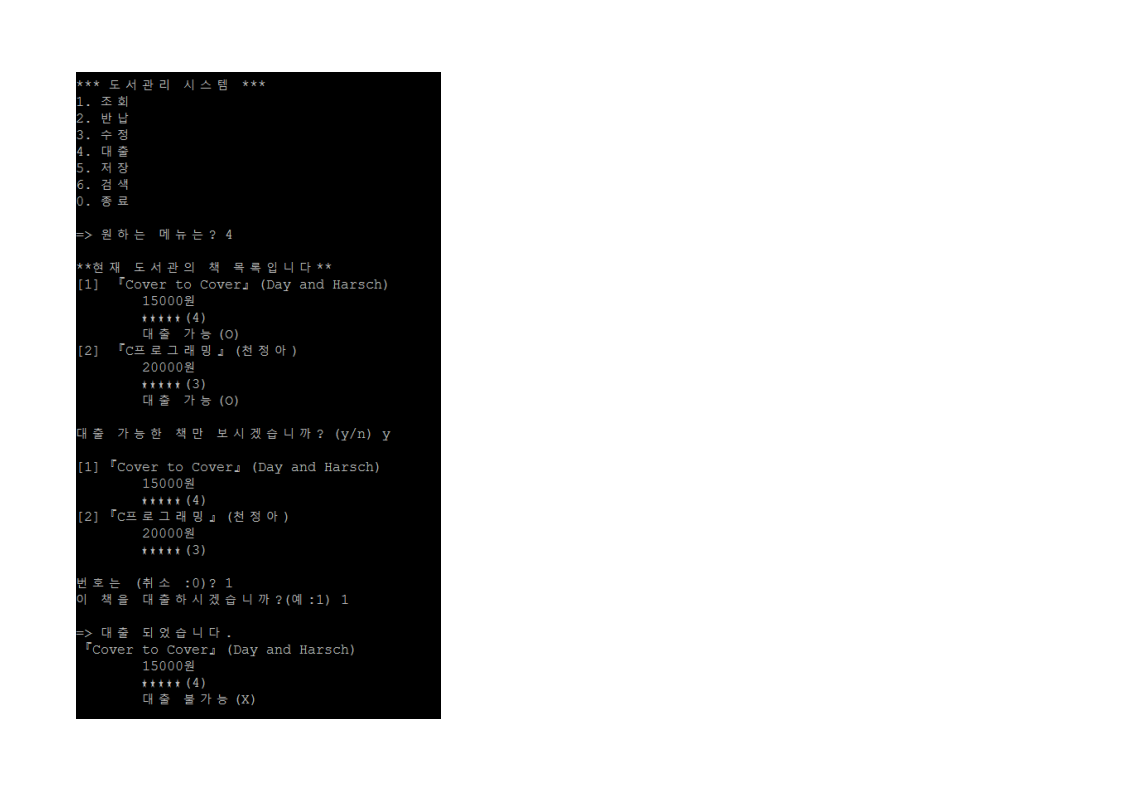 *** 도서관리 시스템 ***
1. 조회
2. 반납
3. 수정
4. 대출
5. 저장
6. 검색
0. 종료
=> 원하는 메뉴는? 4
**현재 도서관의 책 목록입니다**
[1] 『Cover to Cover』(Day and Harsch)
15000원
★★★★★(4)
대출 가능(O)
[2] 『C프로그래밍』(천정아)
20000원
★★★★★(3)
대출 가능(O)
대출 가능한 책만 보시겠습니까? (y/n) y
[1]『Cover to Cover』(Day and Harsch)
15000원
★★★★★(4)
[2]『C프로그래밍』(천정아)
20000원
★★★★★(3)
번호는 (취소 :0)? 1
이 책을 대출하시겠습니까?(예:1) 1
=> 대출 되었습니다.
『Cover to Cover』(Day and Harsch)
15000원
★★★★★(4)
대출 불가능(X)